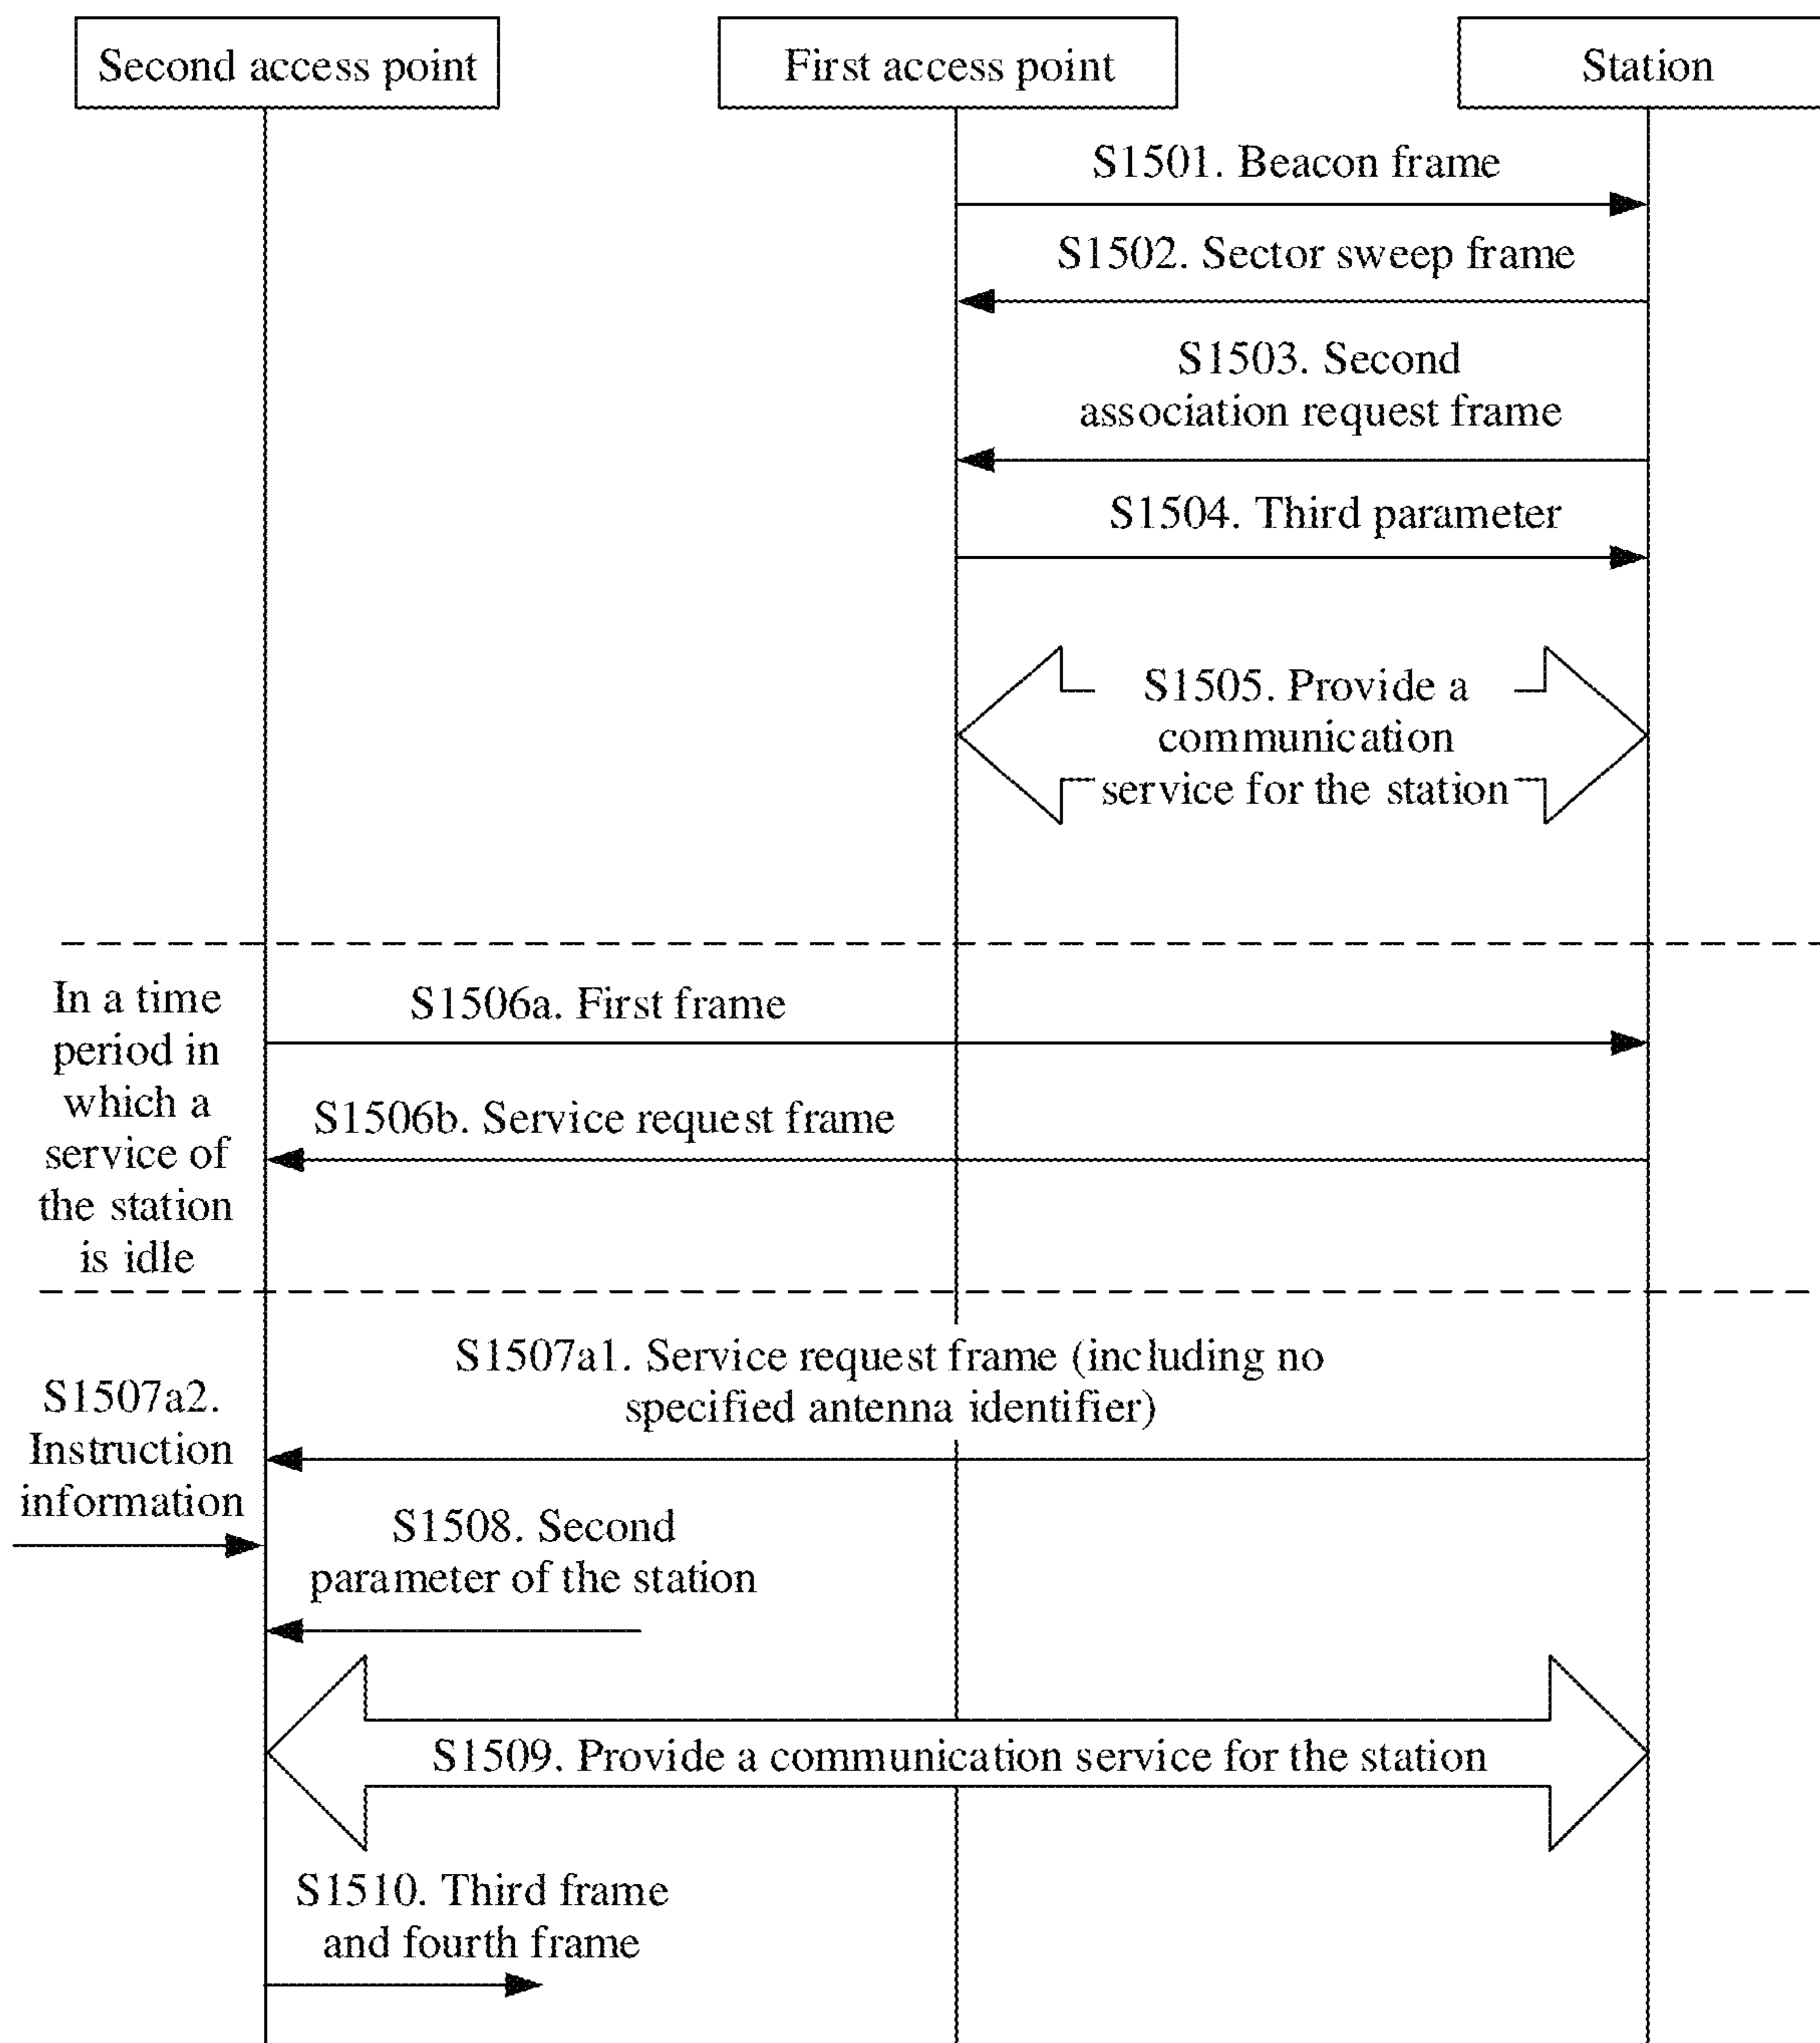 Second access point
First access point
Station
S1501. Beacon frame
S1502. Sector sweep frame
S1503. Second
association request frame
S1504. Third parameter
S1505. Provide a
communication
service for the station
In a time
period in
which a
service of
the station
is idle
S1506a. First frame
S1506b. Service request frame
S1507a1. Service request frame (including no
specified antenna identifier)
S1507a2.
Instruction
information
S1508. Second
parameter of the station
S1509. Provide a communication service for the station
S1510. Third frame
and fourth frame